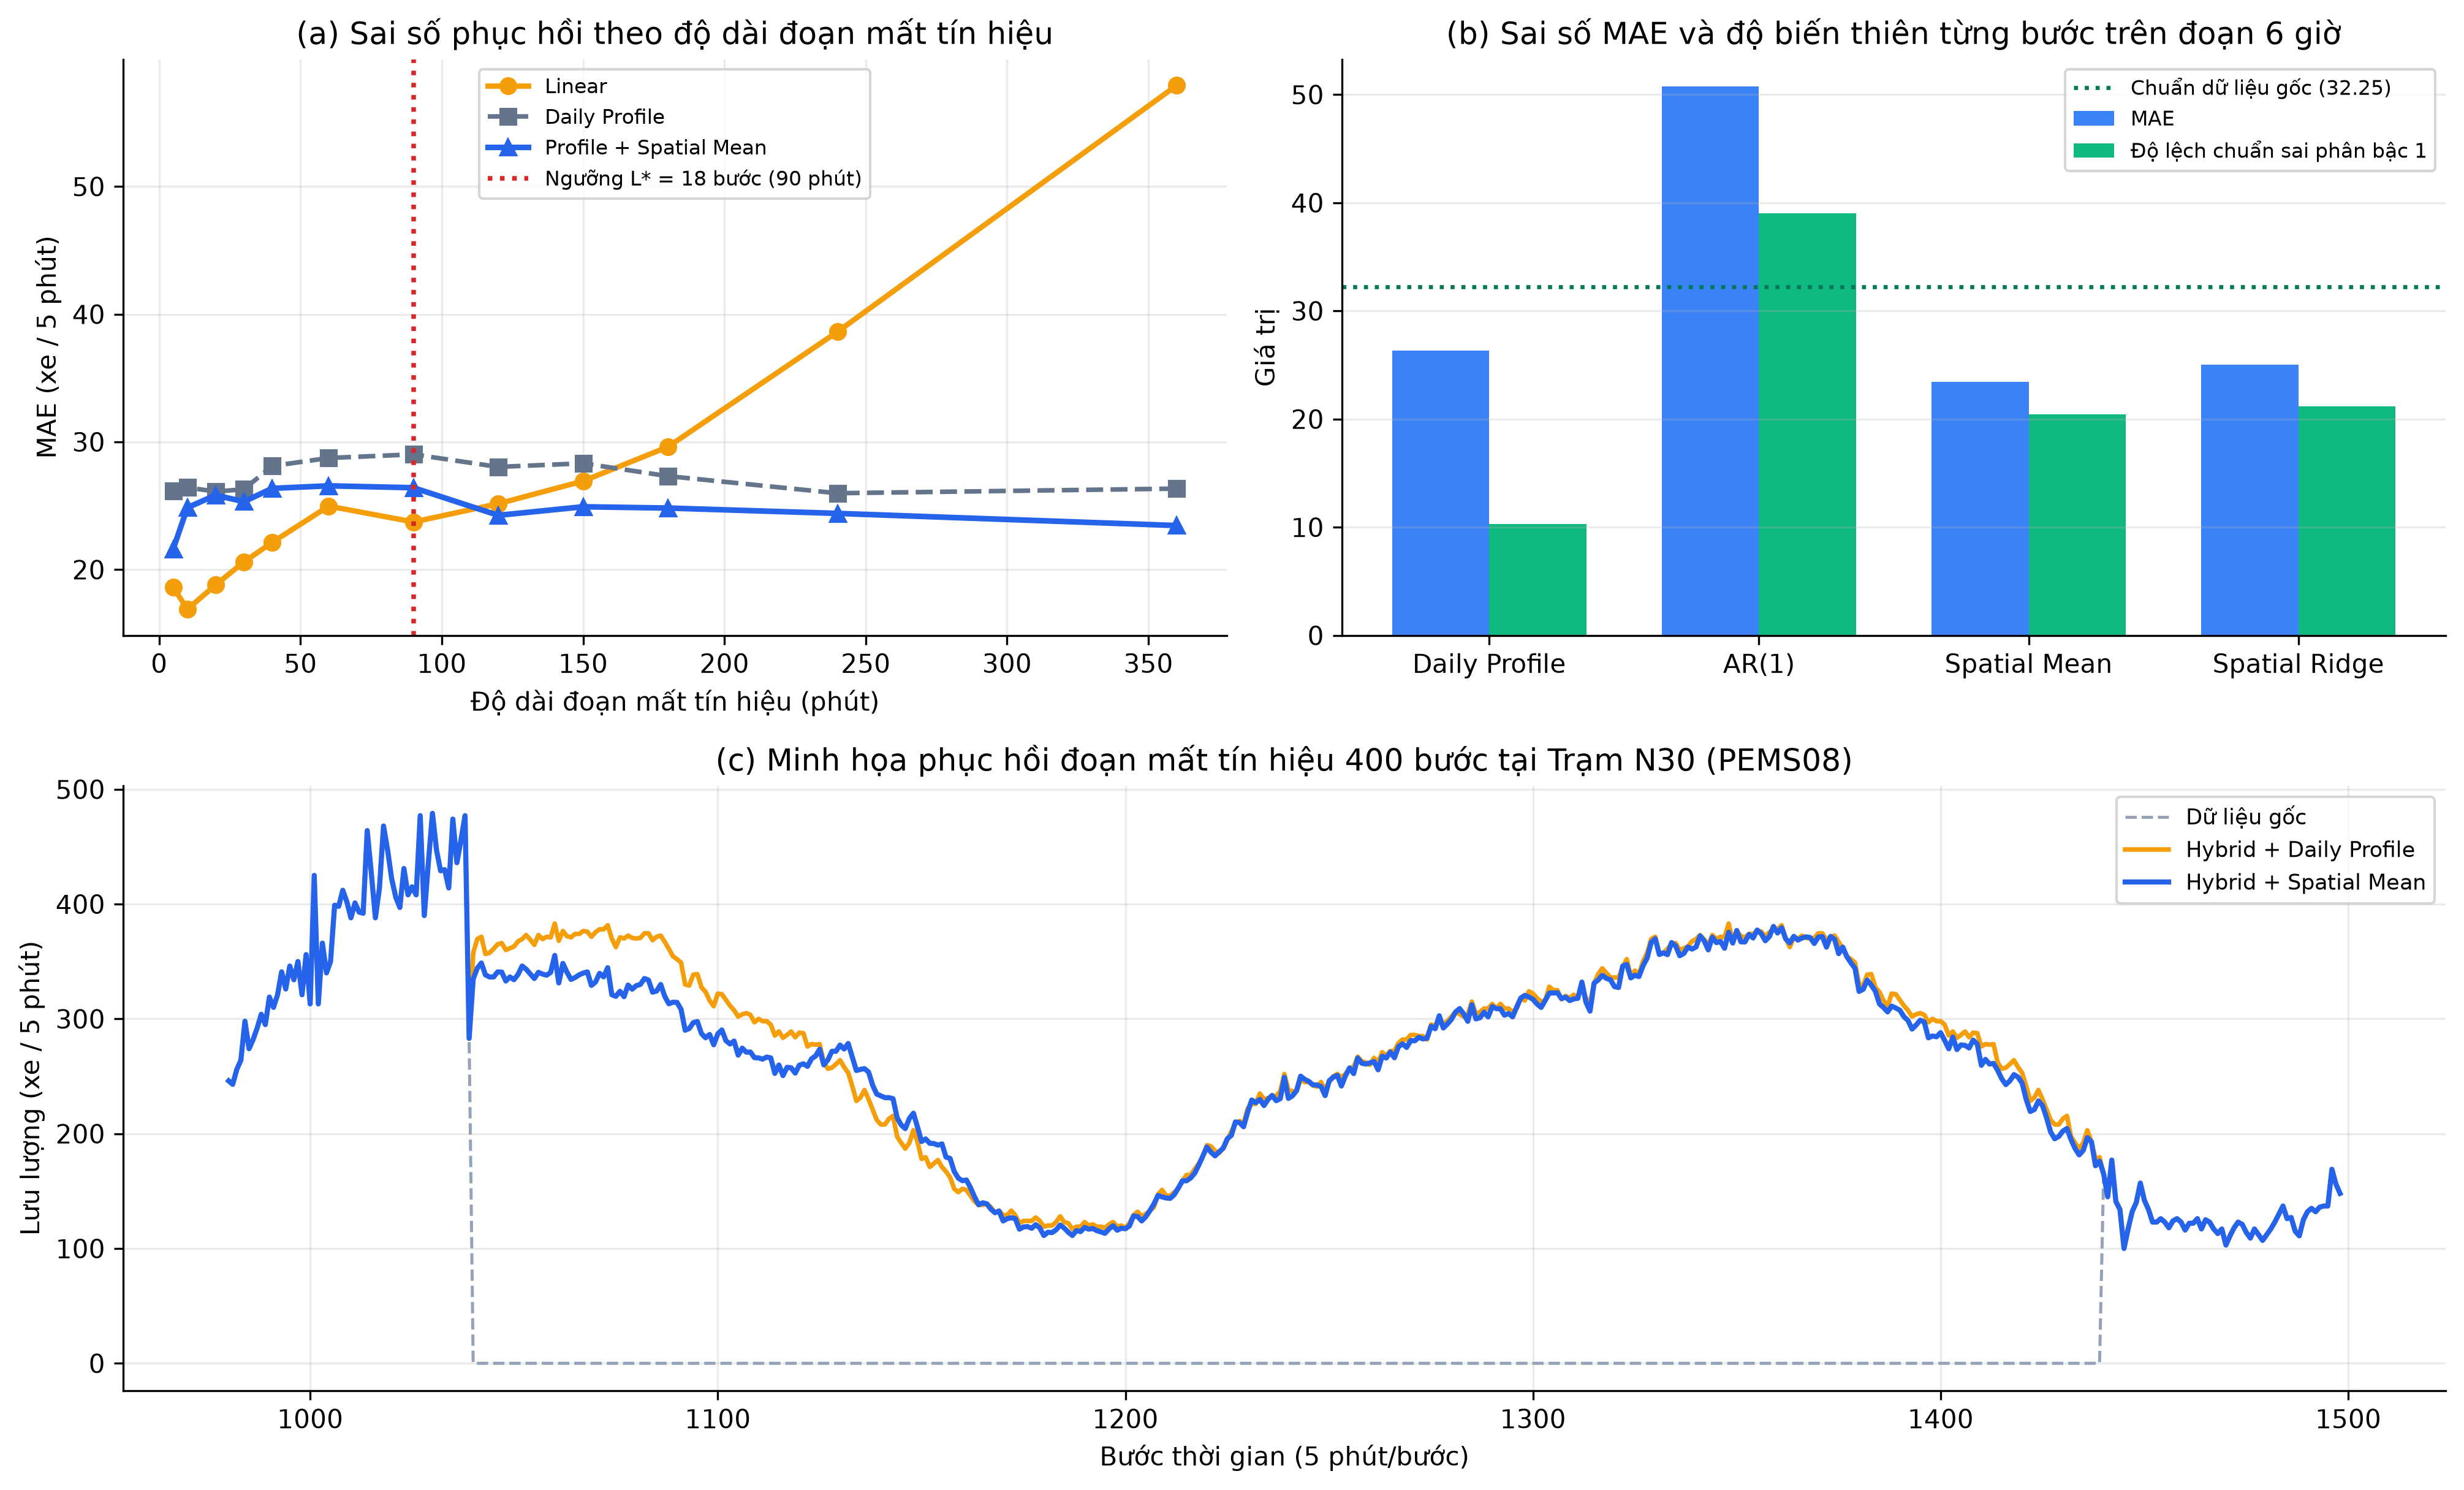 (a) Sai số phục hồi theo độ dài đoạn mất tín hiệu
Linear
Daily Profile
Profile + Spatial Mean
Ngưỡng L* = 18 bước (90 phút)
MAE (xe / 5 phút)
50
40
30
20
0 50 100 150 200 250 300 350
Độ dài đoạn mất tín hiệu (phút)
(b) Sai số MAE và độ biến thiên từng bước trên đoạn 6 giờ
Chuẩn dữ liệu gốc (32.25)
MAE
Độ lệch chuẩn sai phân bậc 1
Giá trị
50
40
30
20
10
0
Daily Profile AR(1) Spatial Mean Spatial Ridge
(c) Minh họa phục hồi đoạn mất tín hiệu 400 bước tại Trạm N30 (PEMS08)
Dữ liệu gốc
Hybrid + Daily Profile
Hybrid + Spatial Mean
Lưu lượng (xe / 5 phút)
500
400
300
200
100
0
1000 1100 1200 1300 1400 1500
Bước thời gian (5 phút/bước)